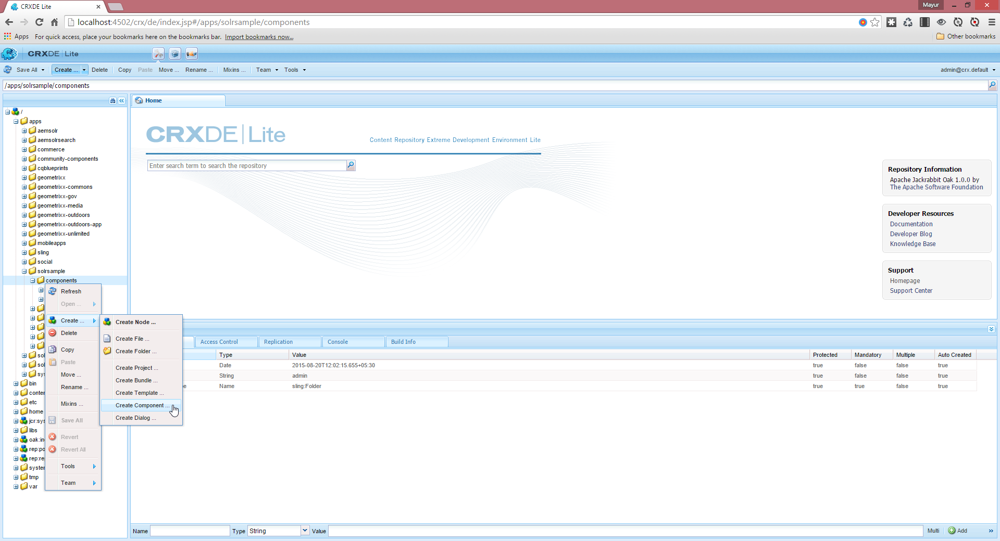 CRXDE Lite
Mayur
localhost:4502/crx/de/index.jsp#/apps/solrsample/components
Apps For quick access, place your bookmarks here on the bookmarks bar. Import bookmarks now... Other bookmarks
CRXDE | Lite
Save All Create ... Delete Copy Paste Move ... Rename ... Mixins ... Team Tools admin@crx.default
/apps/solrsample/components
Home
/
apps
aemsolr
aemsolrsearch
commerce
community-components
cqblueprints
geometrixx
geometrixx-commons
geometrixx-gov
geometrixx-media
geometrixx-outdoors
geometrixx-outdoors-app
geometrixx-unlimited
mobileapps
sling
social
solrsample
components
sol
sol
sys
bin
conte
etc
home
jcr:sys
libs
oak:in
rep:po
rep:re
system
tmp
var
Refresh
Open ...
Create ...
Delete
Copy
Paste
Move ...
Rename ...
Mixins ...
Save All
Revert
Revert All
Tools
Team
Create Node ...
Create File ...
Create Folder ...
Create Project ...
Create Bundle ...
Create Template ...
Create Component ...
Create Dialog ...
CRXDE | Lite
Content Repository Extreme Development Environment Lite
Enter search term to search the repository
Repository Information
Apache Jackrabbit Oak 1.0.0 by
The Apache Software Foundation
Developer Resources
Documentation
Developer Blog
Knowledge Base
Support
Homepage
Support Center
Access Control Replication Console Build Info
Type Value Protected Mandatory Multiple Auto Created
Date 2015-08-20T12:02:15.655+05:30 true false false true
String admin true false false true
pe Name sling:Folder true true false true
Name Type String Value Multi Add